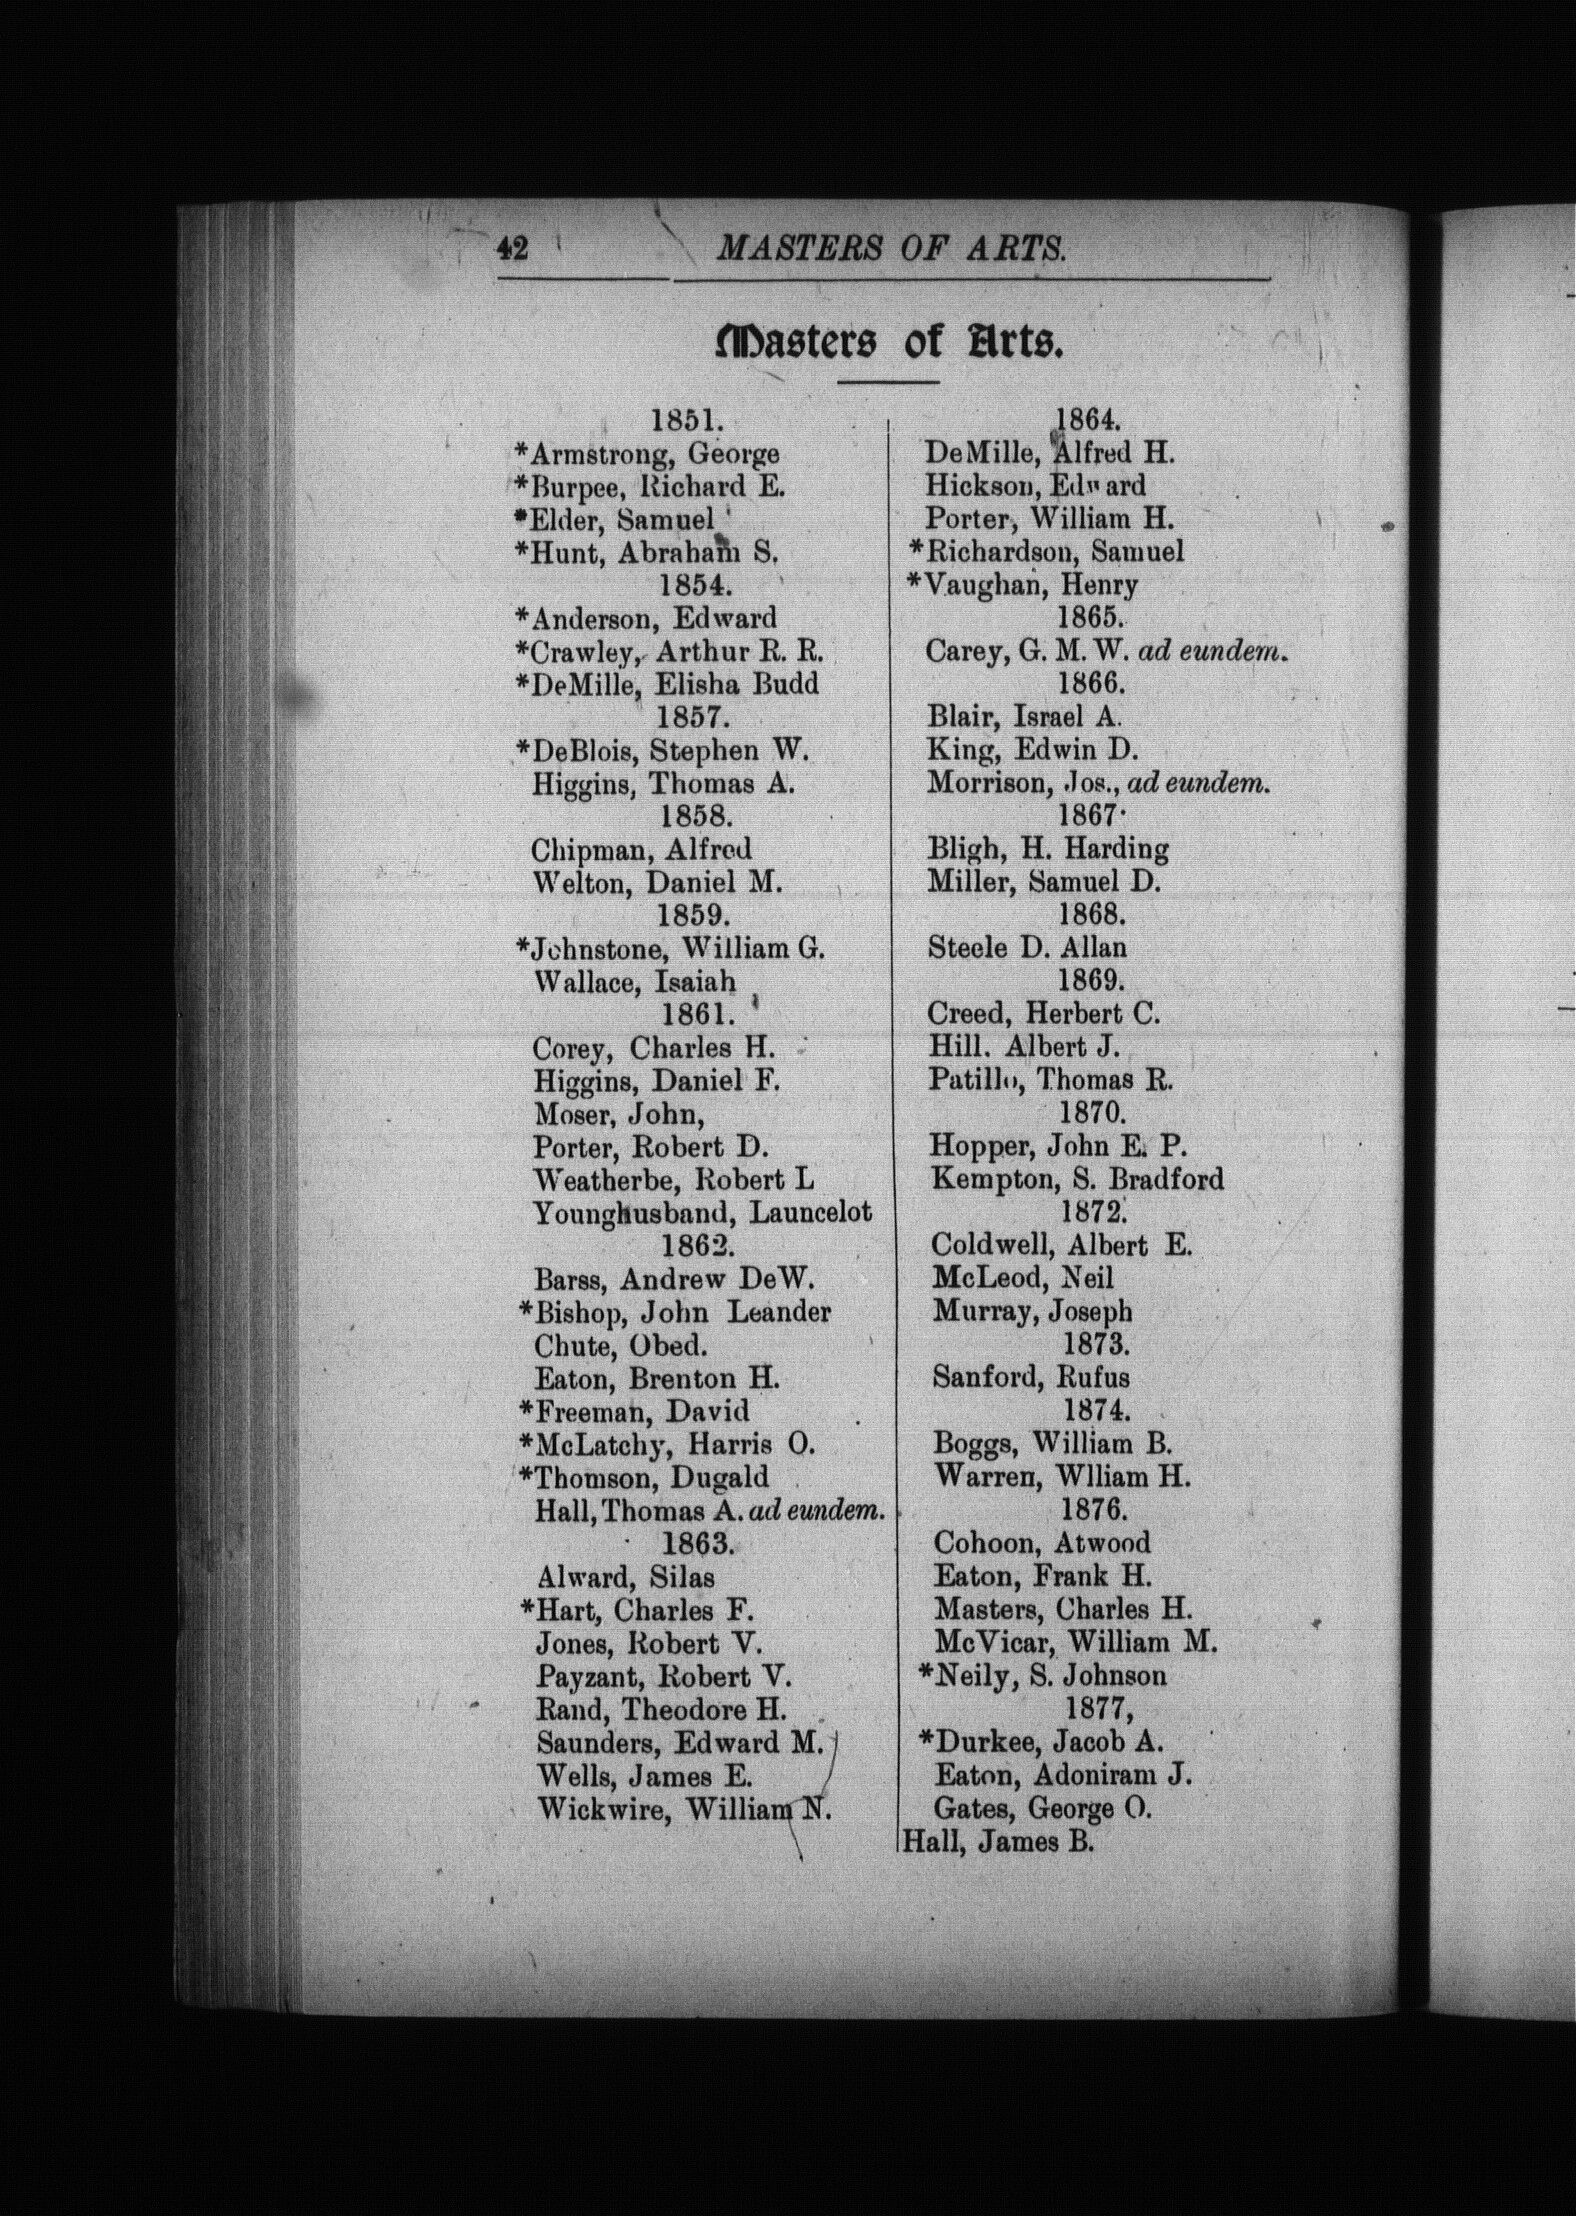 42
MASTERS OF ARTS.
Masters of Arts.
1851.
*Armstrong, George
*Burpee, Richard E.
*Elder, Samuel
*Hunt, Abraham S.
1854.
*Anderson, Edward
*Crawley, Arthur R. R.
*DeMille, Elisha Budd
1857.
*DeBlois, Stephen W.
Higgins, Thomas A.
1858.
Chipman, Alfred
Welton, Daniel M.
1859.
*Johnstone, William G.
Wallace, Isaiah
1861.
Corey, Charles H.
Higgins, Daniel F.
Moser, John,
Porter, Robert D.
Weatherbe, Robert L
Younghusband, Launcelot
1862.
Barss, Andrew DeW.
*Bishop, John Leander
Chute, Obed.
Eaton, Brenton H.
*Freeman, David
*McLatchy, Harris O.
*Thomson, Dugald
Hall, Thomas A. ad eundem.
1863.
Alward, Silas
*Hart, Charles F.
Jones, Robert V.
Payzant, Robert V.
Rand, Theodore H.
Saunders, Edward M.
Wells, James E.
Wickwire, William N.
1864.
DeMille, Alfred H.
Hickson, Edward
Porter, William H.
*Richardson, Samuel
*Vaughan, Henry
1865.
Carey, G. M. W. ad eundem.
1866.
Blair, Israel A.
King, Edwin D.
Morrison, Jos., ad eundem.
1867·
Bligh, H. Harding
Miller, Samuel D.
1868.
Steele D. Allan
1869.
Creed, Herbert C.
Hill. Albert J.
Patillo, Thomas R.
1870.
Hopper, John E. P.
Kempton, S. Bradford
1872.
Coldwell, Albert E.
McLeod, Neil
Murray, Joseph
1873.
Sanford, Rufus
1874.
Boggs, William B.
Warren, Wlliam H.
1876.
Cohoon, Atwood
Eaton, Frank H.
Masters, Charles H.
McVicar, William M.
*Neily, S. Johnson
1877,
*Durkee, Jacob A.
Eaton, Adoniram J.
Gates, George O.
Hall, James B.